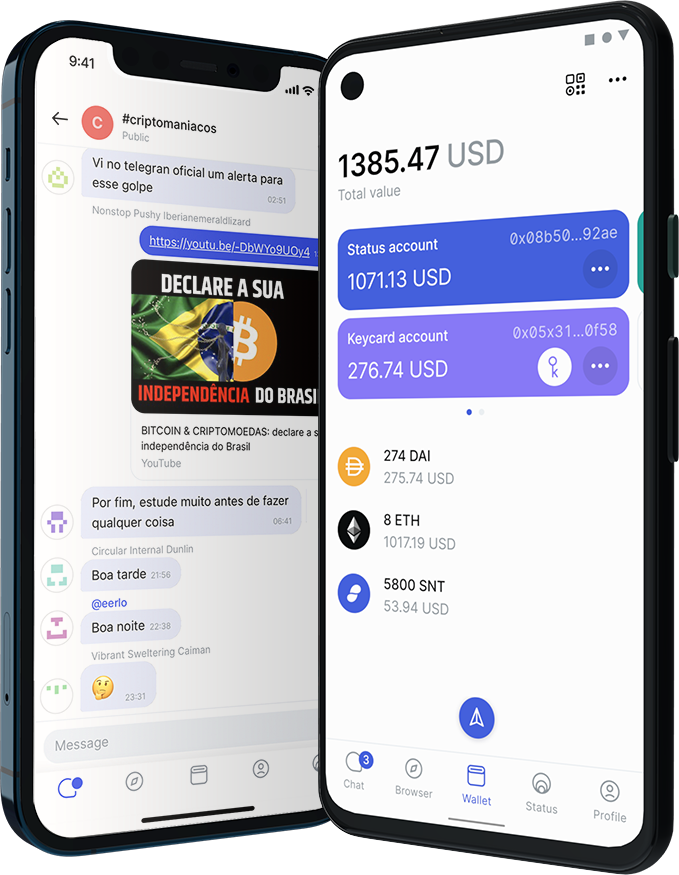 9:41
C
#criptomaniacos
Public
Vi no telegran oficial um alerta para
esse golpe
02:51
Nonstop Pushy Iberianemeraldlizard
https://youtu.be/-DbWYo9UOy4
DECLARE A SUA
INDEPENDÊNCIA DO BRASI
BITCOIN & CRIPTOMOEDAS: declare a s
independência do Brasil
YouTube
Por fim, estude muito antes de fazer
qualquer coisa
06:41
Circular Internal Dunlin
Boa tarde 21:56
@eerlo
Boa noite 22:38
Vibrant Sweltering Caiman
🤔 23:31
Message
1385.47 USD
Total value
Status account 0x08b50...92ae
1071.13 USD
Keycard account 0x05x31...0f58
276.74 USD
274 DAI
275.74 USD
8 ETH
1017.19 USD
5800 SNT
53.94 USD
3
Chat Browser Wallet Status Profile